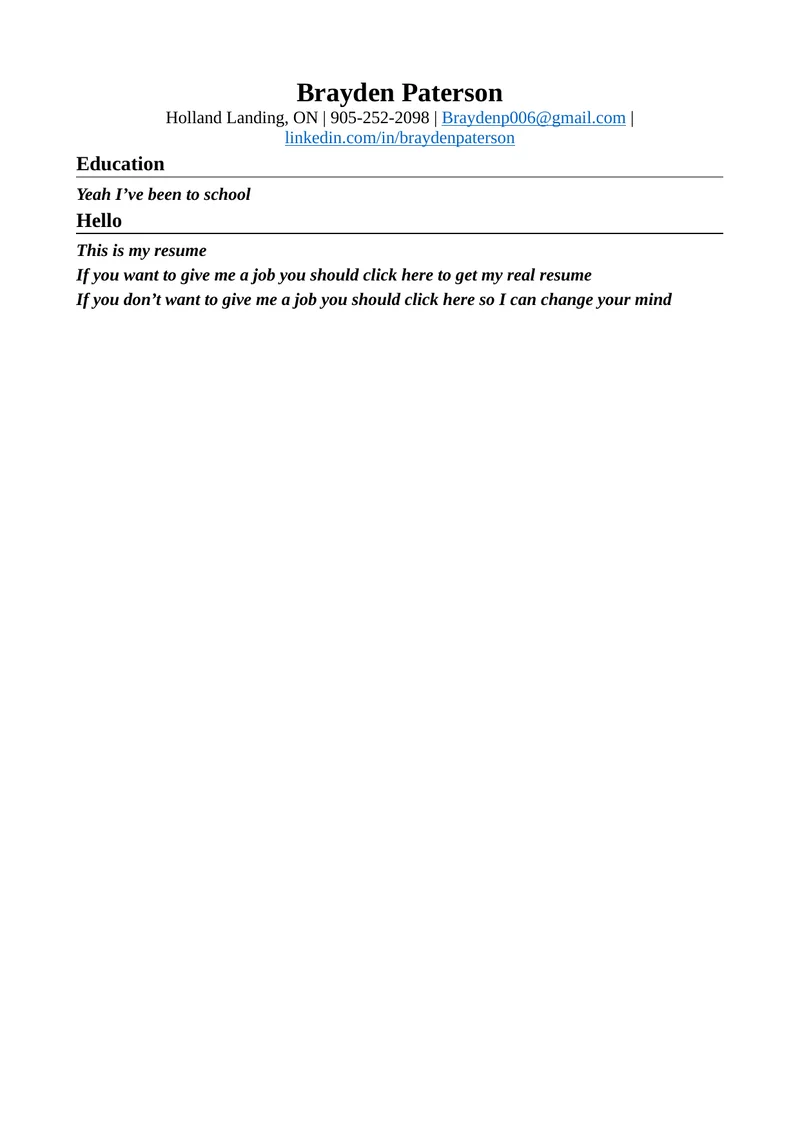 Brayden Paterson
Holland Landing, ON | 905-252-2098 | Braydenp006@gmail.com |
linkedin.com/in/braydenpaterson
Education
Yeah I’ve been to school
Hello
This is my resume
If you want to give me a job you should click here to get my real resume
If you don’t want to give me a job you should click here so I can change your mind